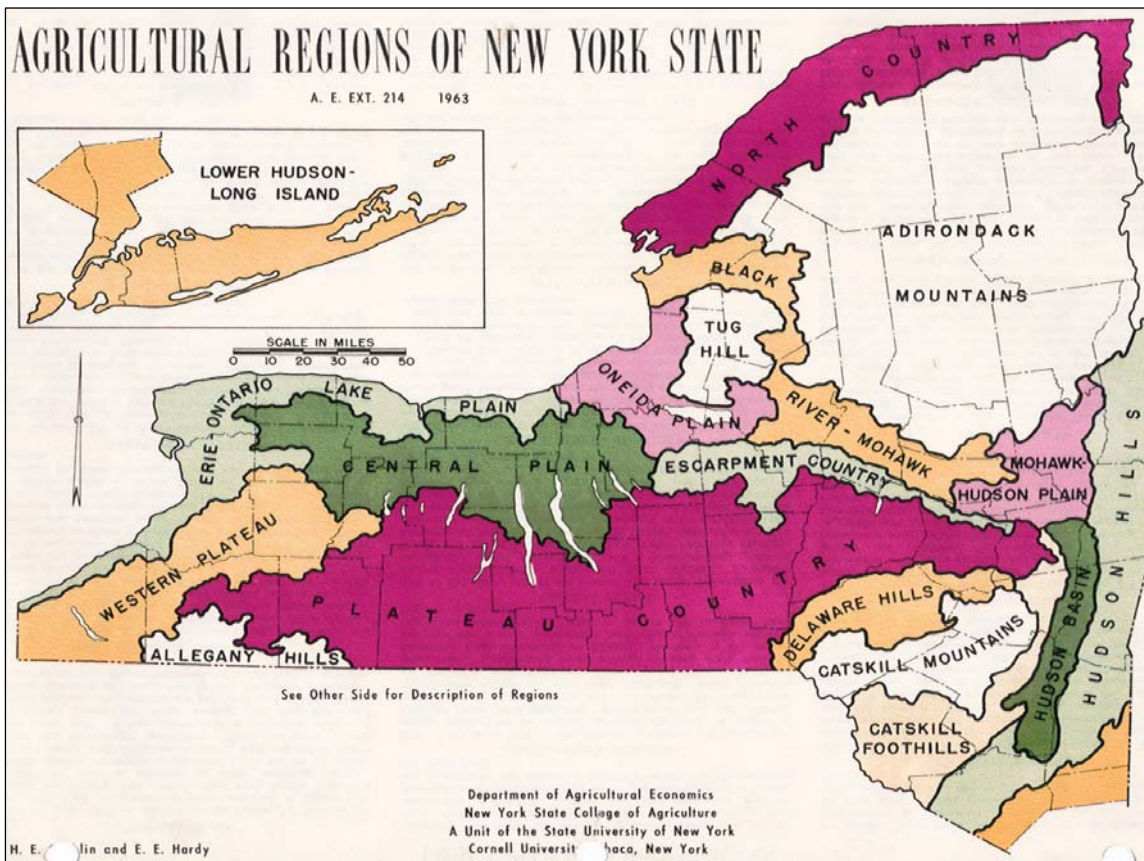 AGRICULTURAL REGIONS OF NEW YORK STATE
A. E. EXT. 214 1963
LOWER HUDSON-
LONG ISLAND
SCALE IN MILES
0 10 20 30 40 50
NORTH COUNTRY
ADIRONDACK
MOUNTAINS
BLACK
RIVER - MOHAWK
TUG
HILL
ONEIDA PLAIN
ERIE-ONTARIO LAKE PLAIN
CENTRAL PLAIN
ESCARPMENT COUNTRY
MOHAWK-
HUDSON PLAIN
WESTERN PLATEAU
PLATEAU COUNTRY
ALLEGANY HILLS
DELAWARE HILLS
CATSKILL MOUNTAINS
CATSKILL
FOOTHILLS
HUDSON BASIN
HUDSON HILLS
See Other Side for Description of Regions
Department of Agricultural Economics
New York State College of Agriculture
A Unit of the State University of New York
Cornell University, New York
H. E. and E. E. Hardy